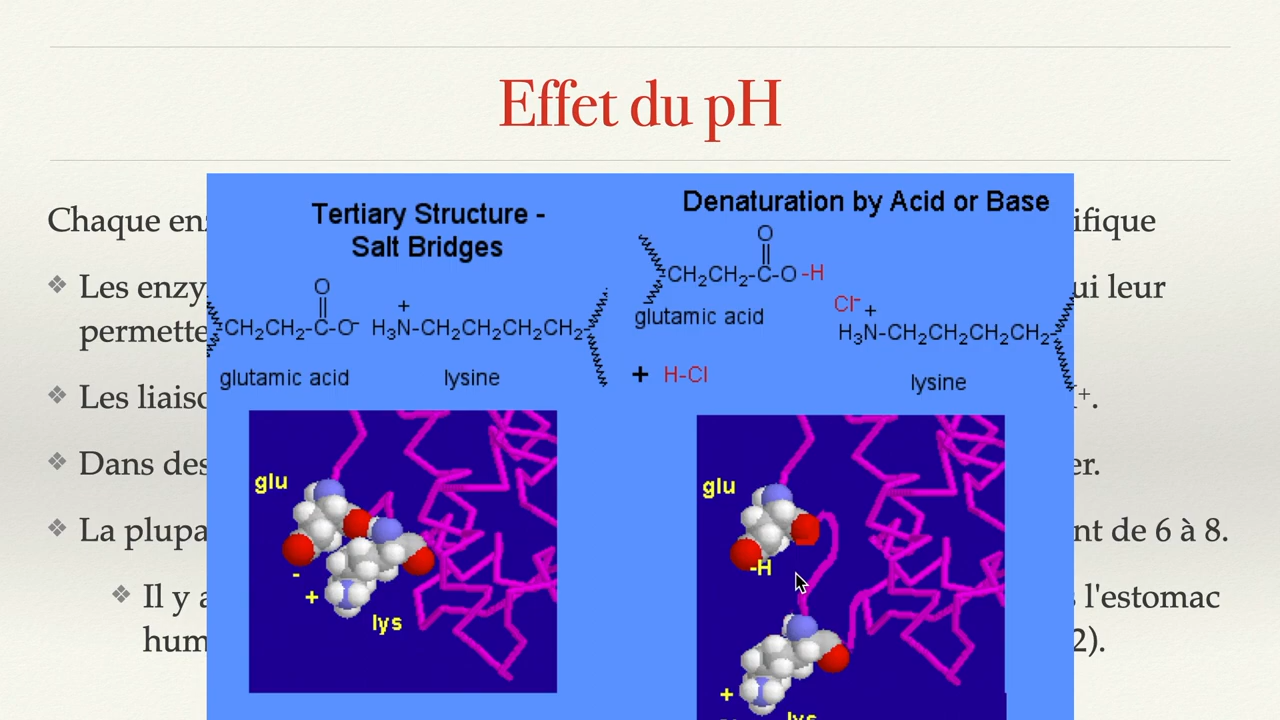 Effet du pH
Chaque en
ifique
Les enzy
ui leur
permette
Les liaiso
+.
Dans des
er.
La plupa
nt de 6 à 8.
Il y a
l'estomac
hum
2).
Tertiary Structure -
Salt Bridges
O
CH₂CH₂-C-O⁻
+
H₃N-CH₂CH₂CH₂CH₂-
glutamic acid
lysine
glu
-
+
lys
Denaturation by Acid or Base
O
CH₂CH₂-C-O-H
glutamic acid
Cl⁻
+
H₃N-CH₂CH₂CH₂CH₂-
+ H-Cl
lysine
glu
-H
+
lys